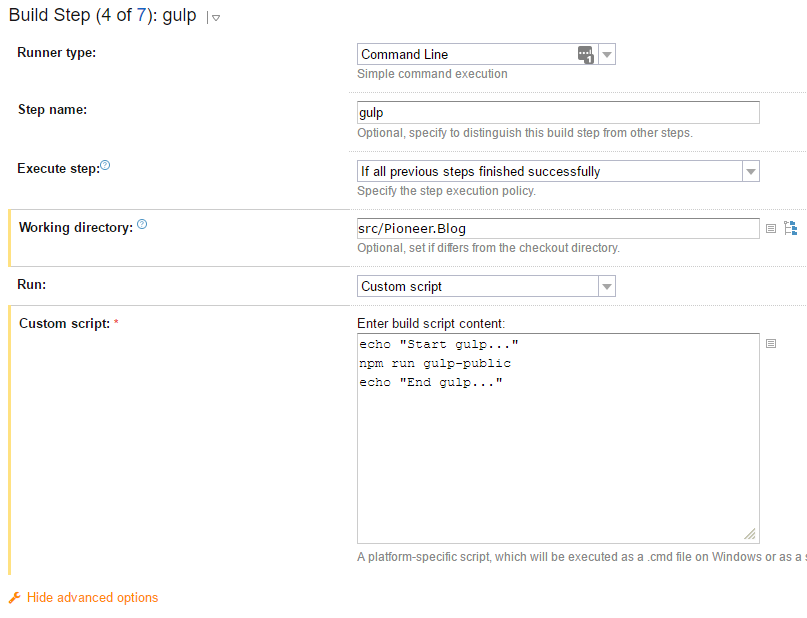 Build Step (4 of 7): gulp
Runner type:
Command Line
1
Simple command execution
Step name:
gulp
Optional, specify to distinguish this build step from other steps.
Execute step:
If all previous steps finished successfully
Specify the step execution policy.
Working directory:
src/Pioneer.Blog
Optional, set if differs from the checkout directory.
Run:
Custom script
Custom script: *
Enter build script content:
echo "Start gulp..."
npm run gulp-public
echo "End gulp..."
A platform-specific script, which will be executed as a .cmd file on Windows or as a s
Hide advanced options